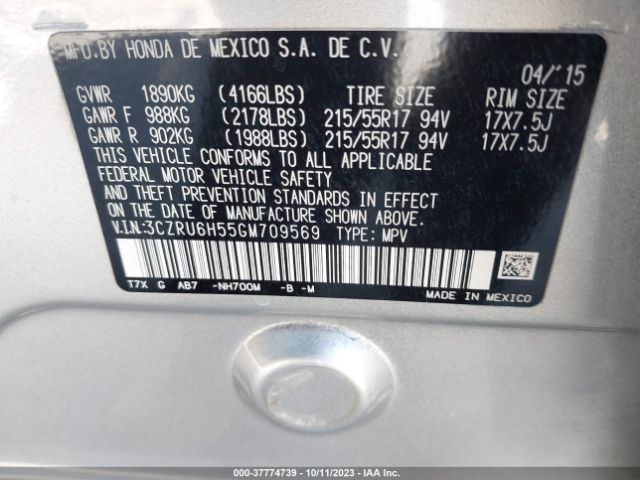 MFD.BY HONDA DE MEXICO S.A. DE C.V.
04/'15
GVWR 1890KG (4166LBS) TIRE SIZE RIM SIZE
GAWR F 988KG (2178LBS) 215/55R17 94V 17X7.5J
GAWR R 902KG (1988LBS) 215/55R17 94V 17X7.5J
THIS VEHICLE CONFORMS TO ALL APPLICABLE
FEDERAL MOTOR VEHICLE SAFETY
AND THEFT PREVENTION STANDARDS IN EFFECT
ON THE DATE OF MANUFACTURE SHOWN ABOVE.
V.I.N:3CZRU6H55GM709569 TYPE: MPV
T7X G AB7 -NH700M -B -M
MADE IN MEXICO
© - 37774739 - 10/11/2023 - IAA Inc.